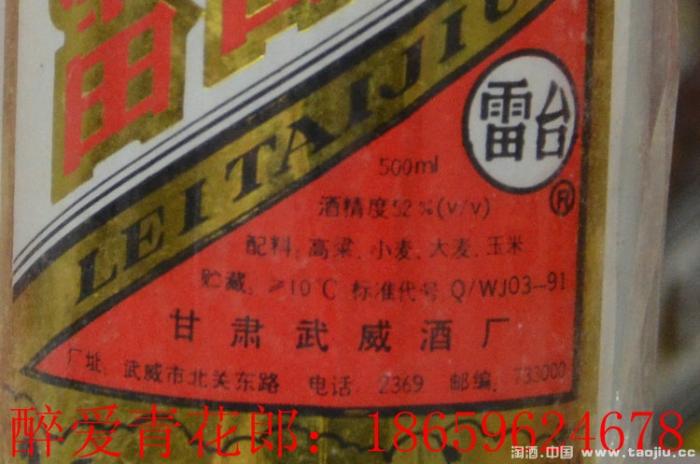 雷台
LEITAIJIU
雷台
®
500ml
酒精度52%(v/v)
配料.高梁.小麦.大麦.玉米
贮藏.≥10℃ 标准代号 Q/WJ03--91
甘肃武威酒厂
厂址.武威市北关东路 电话.2369 邮编.733000
醉爱青花郎：18659624678
淘酒.中国 www.taojiu.cc